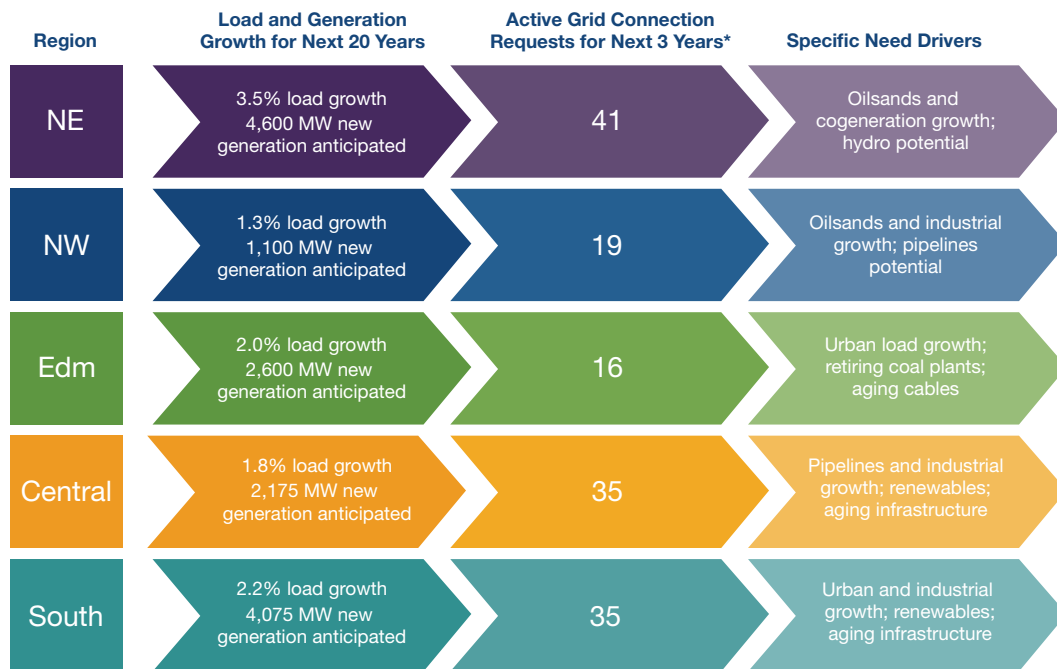 Region
Load and Generation
Growth for Next 20 Years
Active Grid Connection
Requests for Next 3 Years*
Specific Need Drivers
NE
3.5% load growth
4,600 MW new
generation anticipated
41
Oilsands and
cogeneration growth;
hydro potential
NW
1.3% load growth
1,100 MW new
generation anticipated
19
Oilsands and industrial
growth; pipelines
potential
Edm
2.0% load growth
2,600 MW new
generation anticipated
16
Urban load growth;
retiring coal plants;
aging cables
Central
1.8% load growth
2,175 MW new
generation anticipated
35
Pipelines and industrial
growth; renewables;
aging infrastructure
South
2.2% load growth
4,075 MW new
generation anticipated
35
Urban and industrial
growth; renewables;
aging infrastructure